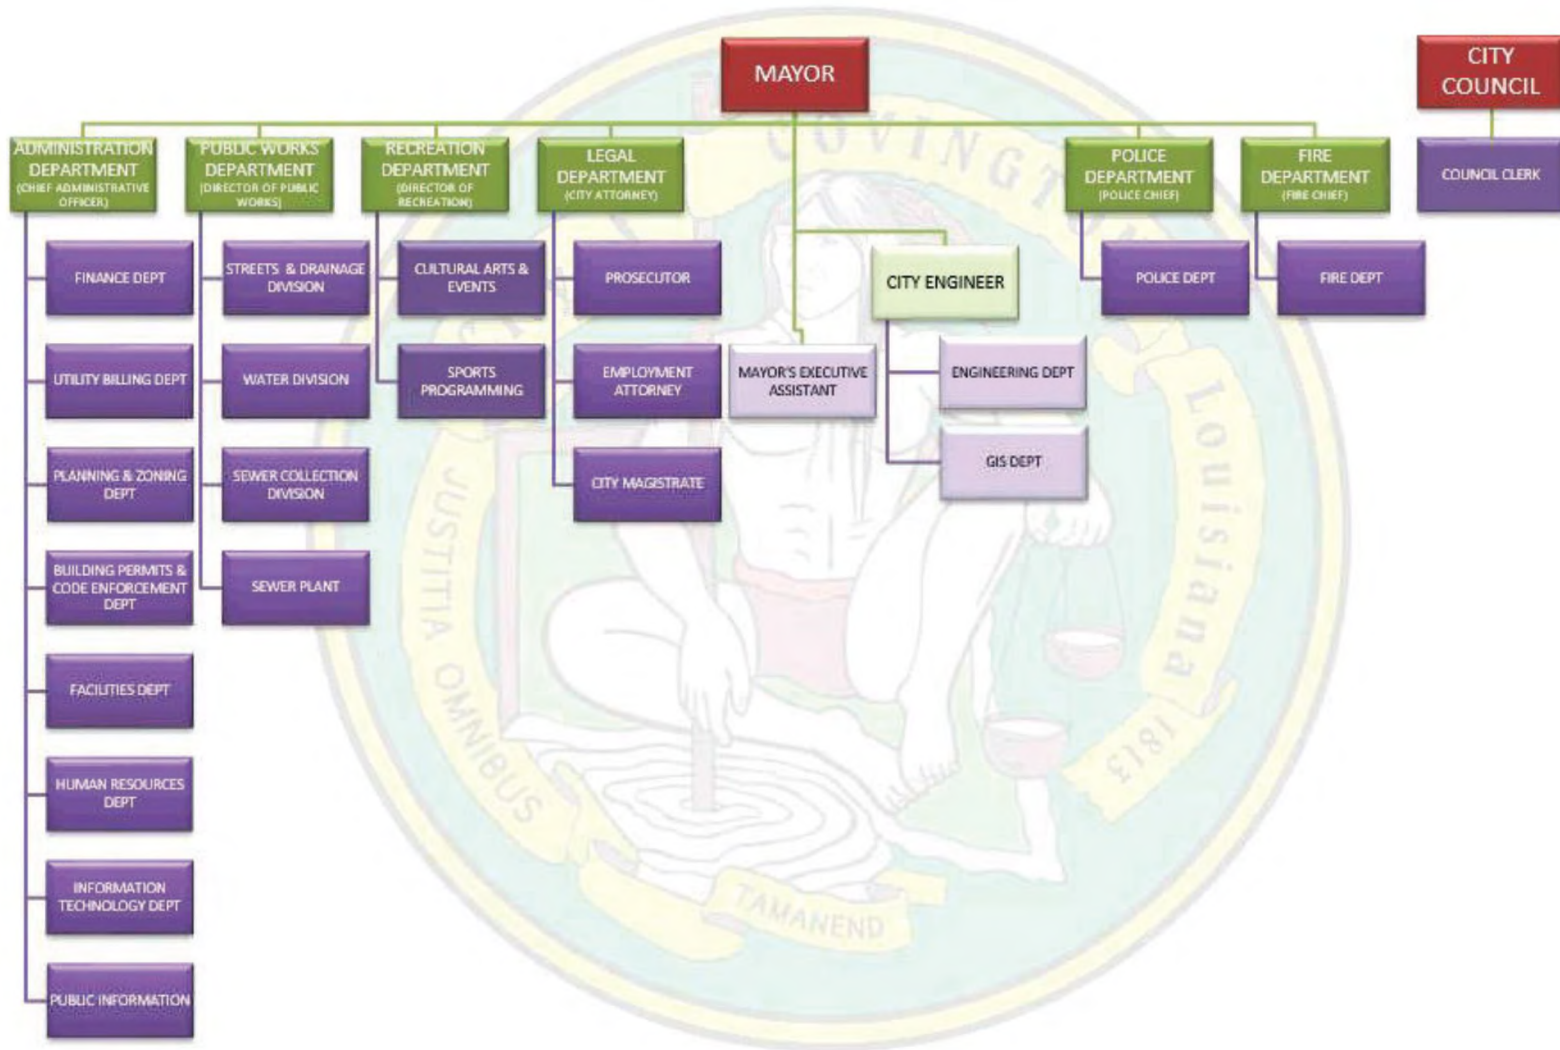 MAYOR
CITY
COUNCIL
ADMINISTRATION
DEPARTMENT
(CHIEF ADMINISTRATIVE
OFFICER)
PUBLIC WORKS
DEPARTMENT
(DIRECTOR OF PUBLIC
WORKS)
RECREATION
DEPARTMENT
(DIRECTOR OF
RECREATION)
LEGAL
DEPARTMENT
(CITY ATTORNEY)
POLICE
DEPARTMENT
(POLICE CHIEF)
FIRE
DEPARTMENT
(FIRE CHIEF)
COUNCIL CLERK
FINANCE DEPT
UTILITY BILLING DEPT
PLANNING & ZONING
DEPT
BUILDING PERMITS &
CODE ENFORCEMENT
DEPT
FACILITIES DEPT
HUMAN RESOURCES
DEPT
INFORMATION
TECHNOLOGY DEPT
PUBLIC INFORMATION
STREETS & DRAINAGE
DIVISION
WATER DIVISION
SEWER COLLECTION
DIVISION
SEWER PLANT
CULTURAL ARTS &
EVENTS
SPORTS
PROGRAMMING
PROSECUTOR
EMPLOYMENT
ATTORNEY
CITY MAGISTRATE
MAYOR'S EXECUTIVE
ASSISTANT
CITY ENGINEER
ENGINEERING DEPT
GIS DEPT
POLICE DEPT
FIRE DEPT
Louisiana 1813
JUSTITIA OMNIBUS
TAMANEND